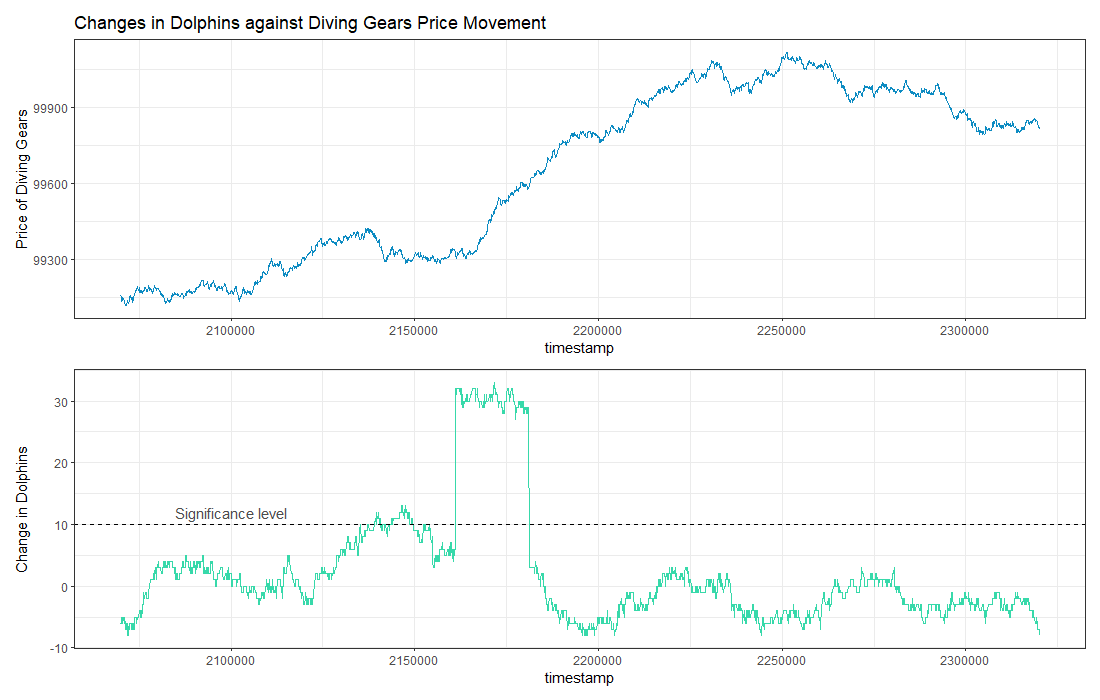 Changes in Dolphins against Diving Gears Price Movement
Price of Diving Gears
99900
99600
99300
2100000 2150000 2200000 2250000 2300000
timestamp
Change in Dolphins
30
20
Significance level
10
0
-10
2100000 2150000 2200000 2250000 2300000
timestamp